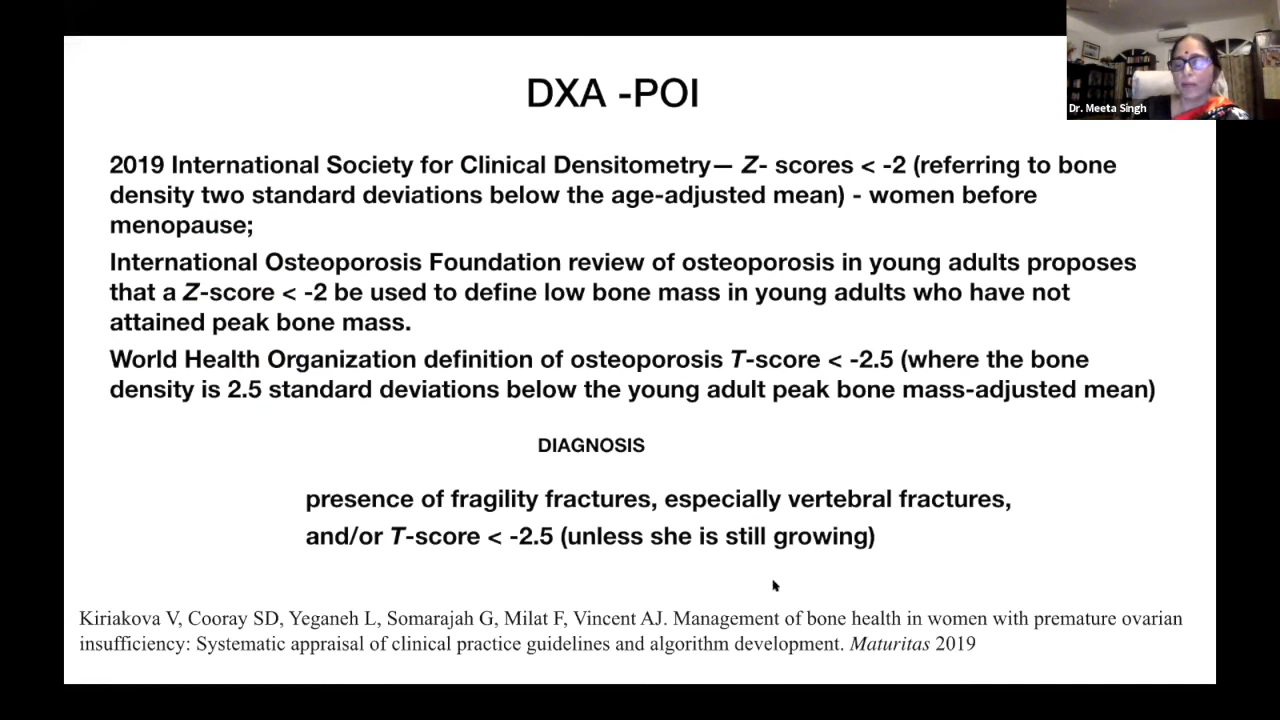 DXA -POI
Dr. Meeta Singh
2019 International Society for Clinical Densitometry— Z- scores < -2 (referring to bone
density two standard deviations below the age-adjusted mean) - women before
menopause;
International Osteoporosis Foundation review of osteoporosis in young adults proposes
that a Z-score < -2 be used to define low bone mass in young adults who have not
attained peak bone mass.
World Health Organization definition of osteoporosis T-score < -2.5 (where the bone
density is 2.5 standard deviations below the young adult peak bone mass-adjusted mean)
DIAGNOSIS
presence of fragility fractures, especially vertebral fractures,
and/or T-score < -2.5 (unless she is still growing)
Kiriakova V, Cooray SD, Yeganeh L, Somarajah G, Milat F, Vincent AJ. Management of bone health in women with premature ovarian
insufficiency: Systematic appraisal of clinical practice guidelines and algorithm development. Maturitas 2019